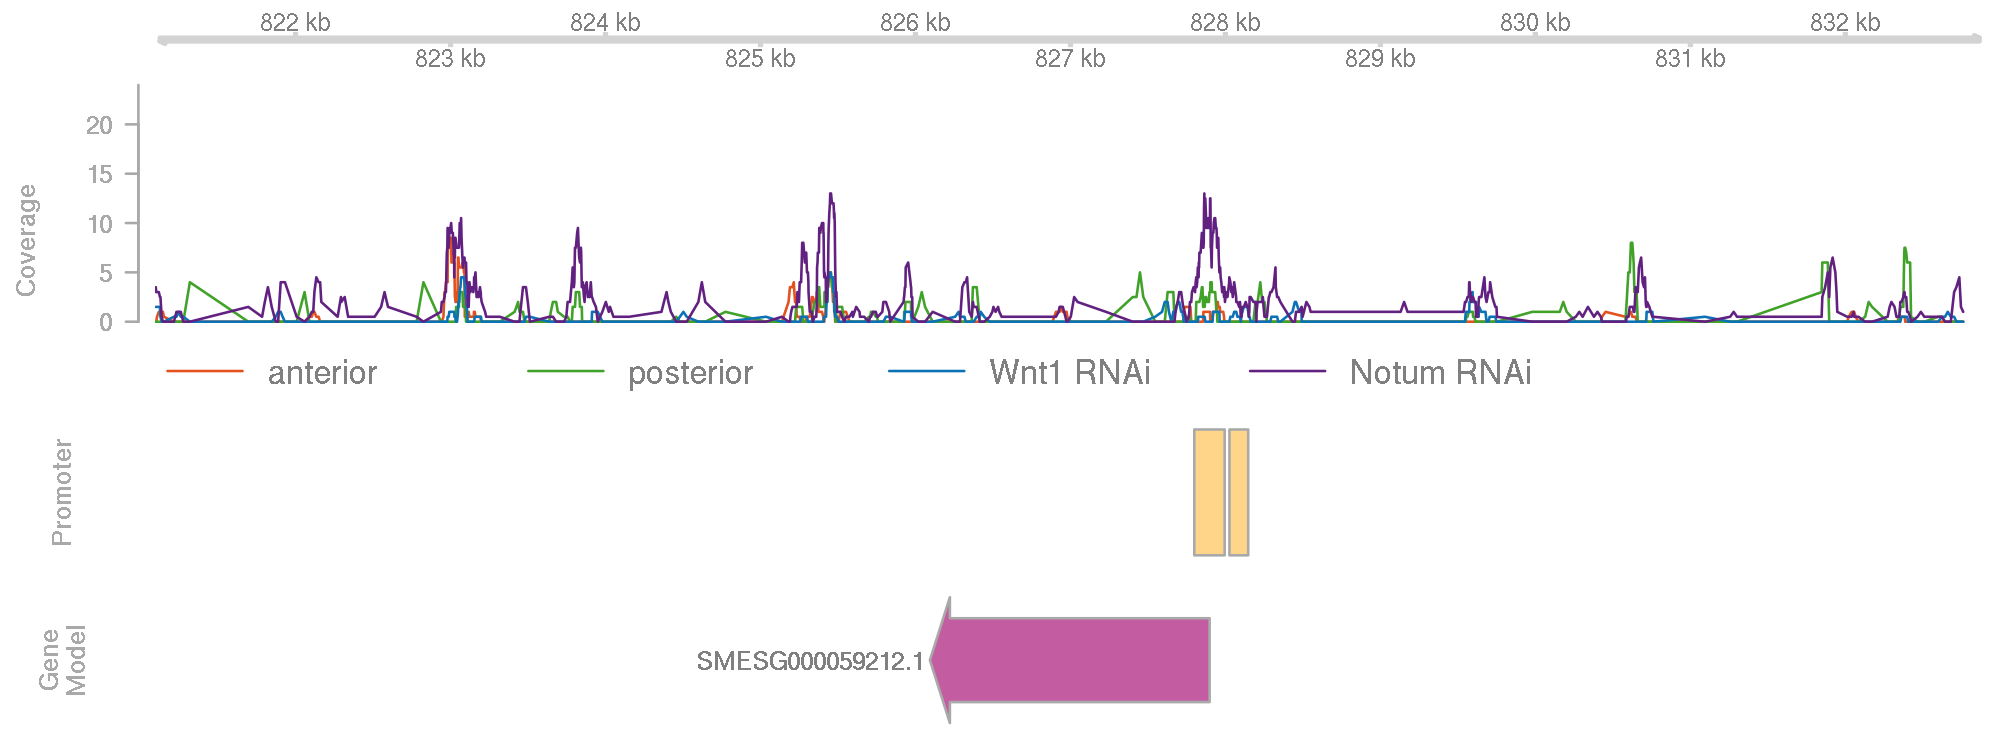 822 kb 824 kb 826 kb 828 kb 830 kb 832 kb
823 kb 825 kb 827 kb 829 kb 831 kb
Coverage
20
15
10
5
0
anterior posterior Wnt1 RNAi Notum RNAi
Promoter
Gene
Model
SMESG000059212.1